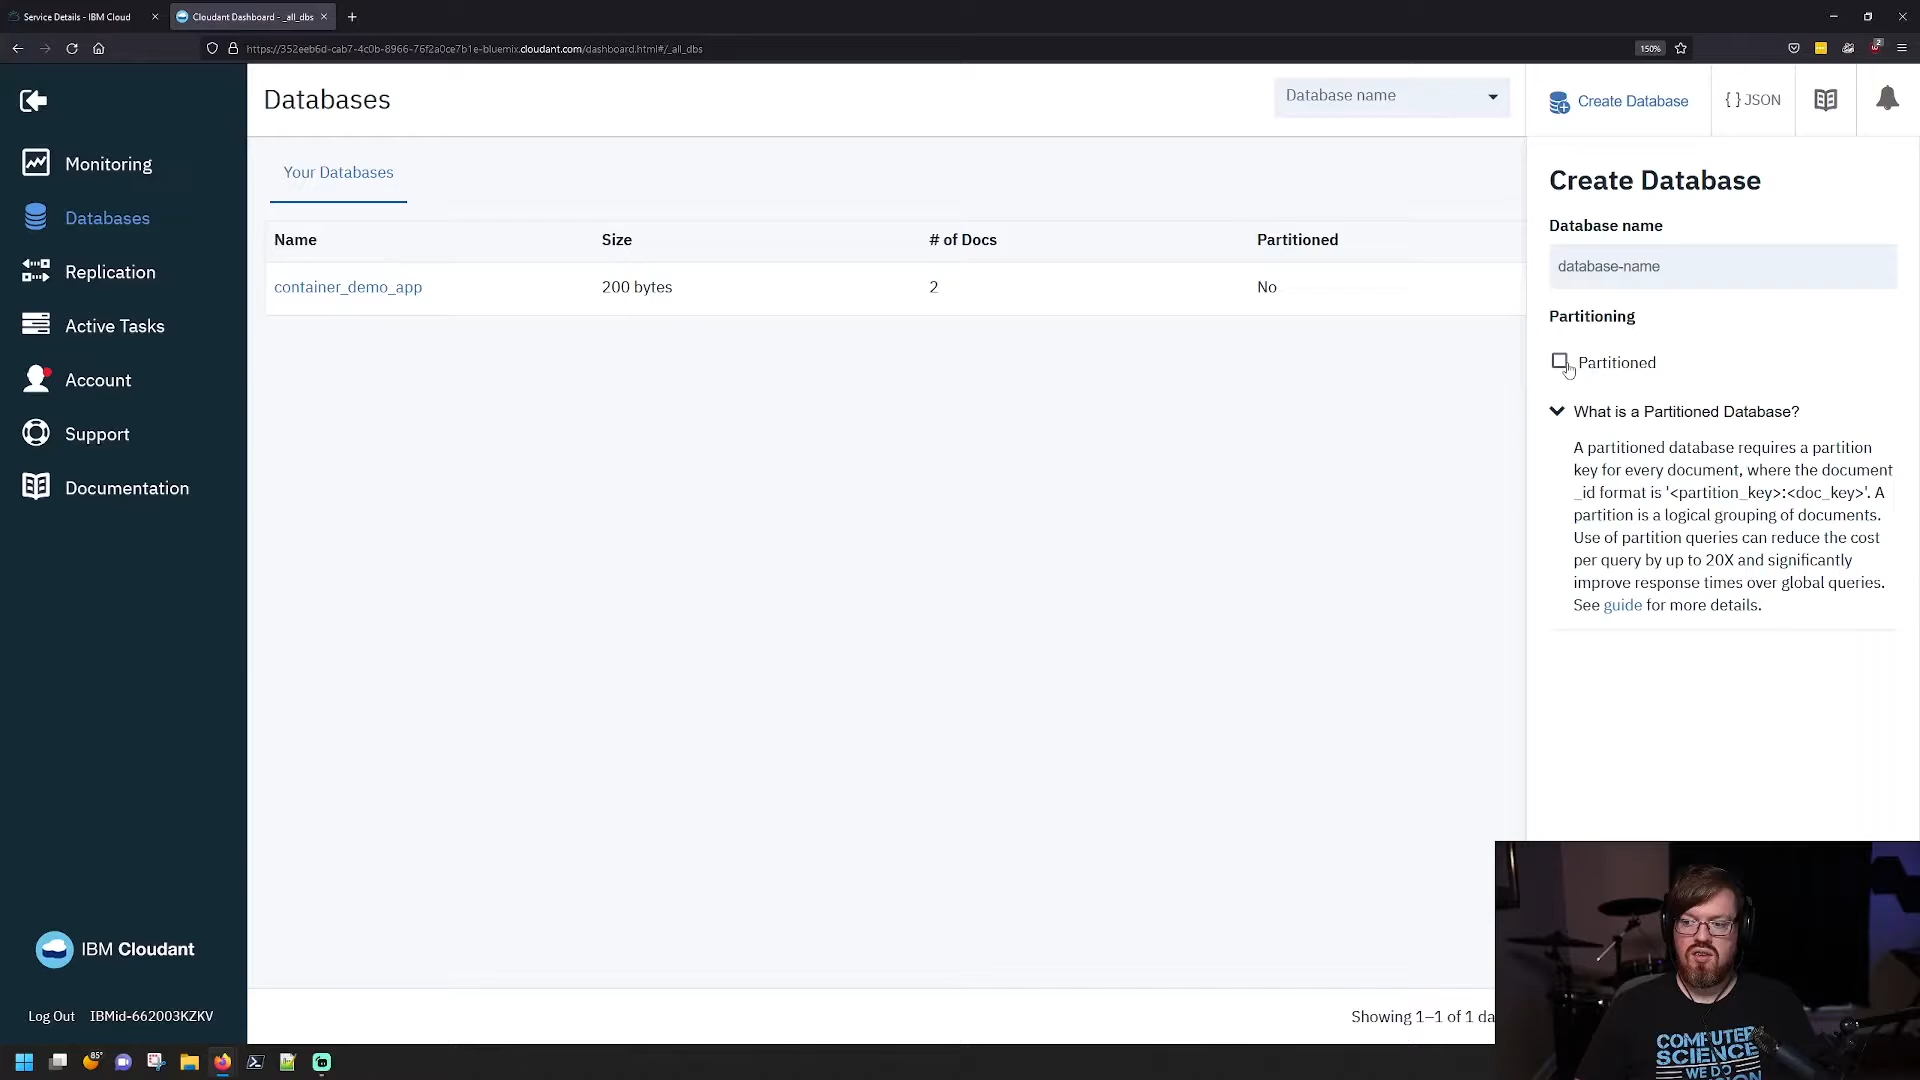 Service Details - IBM Cloud
Cloudant Dashboard - _all_dbs
https://352eeb6d-cab7-4c0b-8966-76f2a0ce7b1e-bluemix.cloudant.com/dashboard.html#/_all_dbs
150%
2
Databases
Database name
Create Database
{ } JSON
Monitoring
Databases
Replication
Active Tasks
Account
Support
Documentation
Your Databases
Name Size # of Docs Partitioned
container_demo_app 200 bytes 2 No
Create Database
Database name
database-name
Partitioning
Partitioned
What is a Partitioned Database?
A partitioned database requires a partition
key for every document, where the document
_id format is '<partition_key>:<doc_key>'. A
partition is a logical grouping of documents.
Use of partition queries can reduce the cost
per query by up to 20X and significantly
improve response times over global queries.
See guide for more details.
IBM Cloudant
Log Out IBMid-662003KZKV
Showing 1–1 of 1 da
COMPUTER
SCIENCE
WE DO
85°